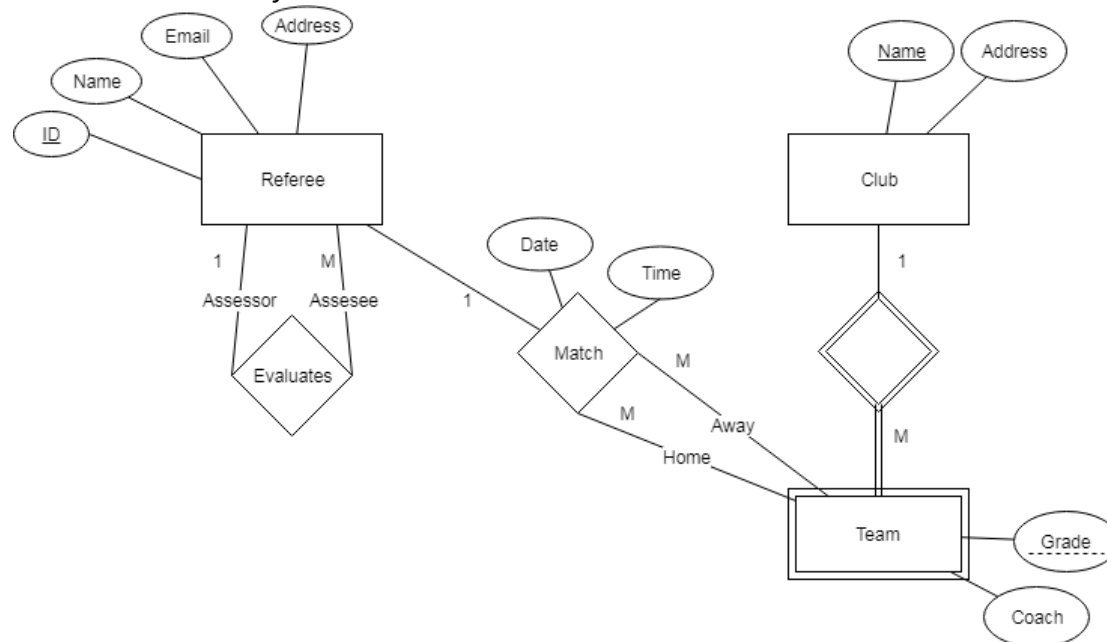 Address
Email
Name
ID
Referee
Name
Address
Club
1
M
Assessor
Assesee
Evaluates
1
Date
Time
Match
M
M
Away
Home
1
M
Team
Grade
Coach